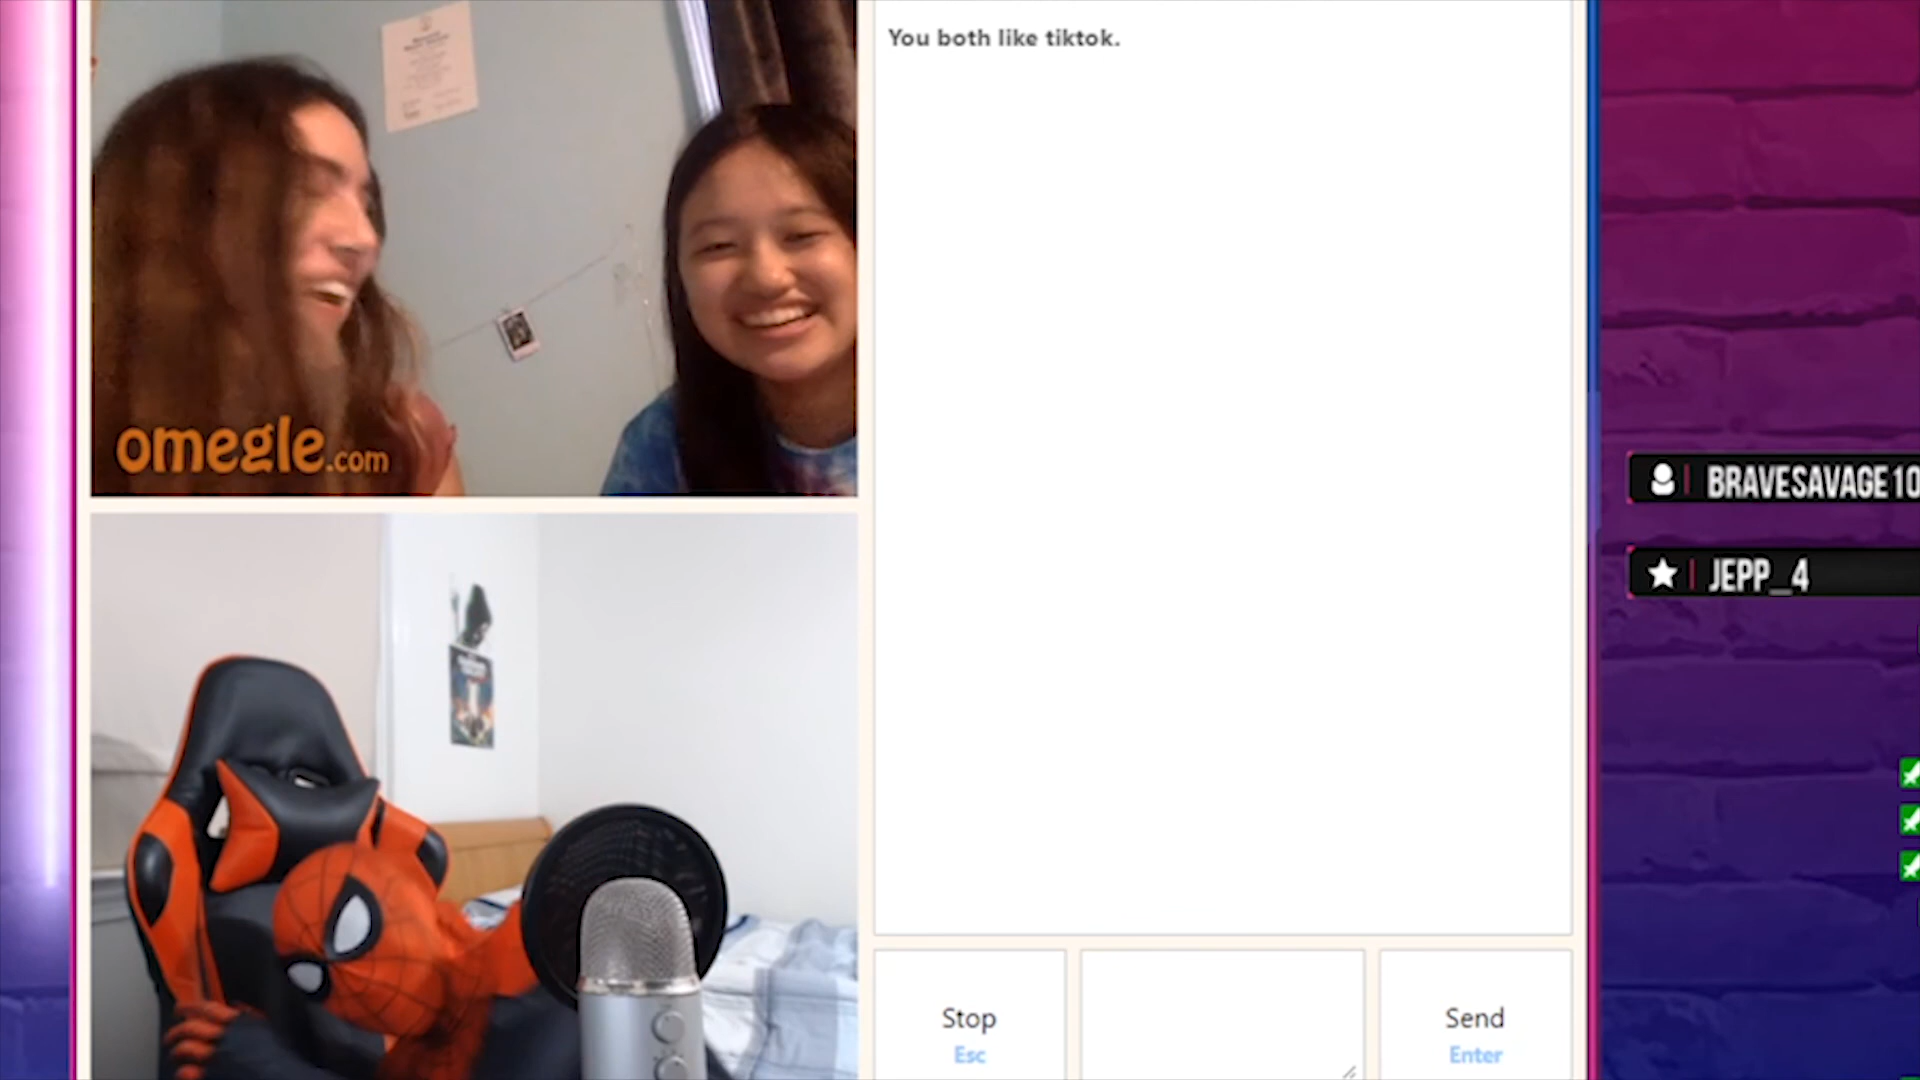 You both like tiktok.
omegle.com
BRAVESAVAGE10
JEPP_4
Stop
Esc
Send
Enter